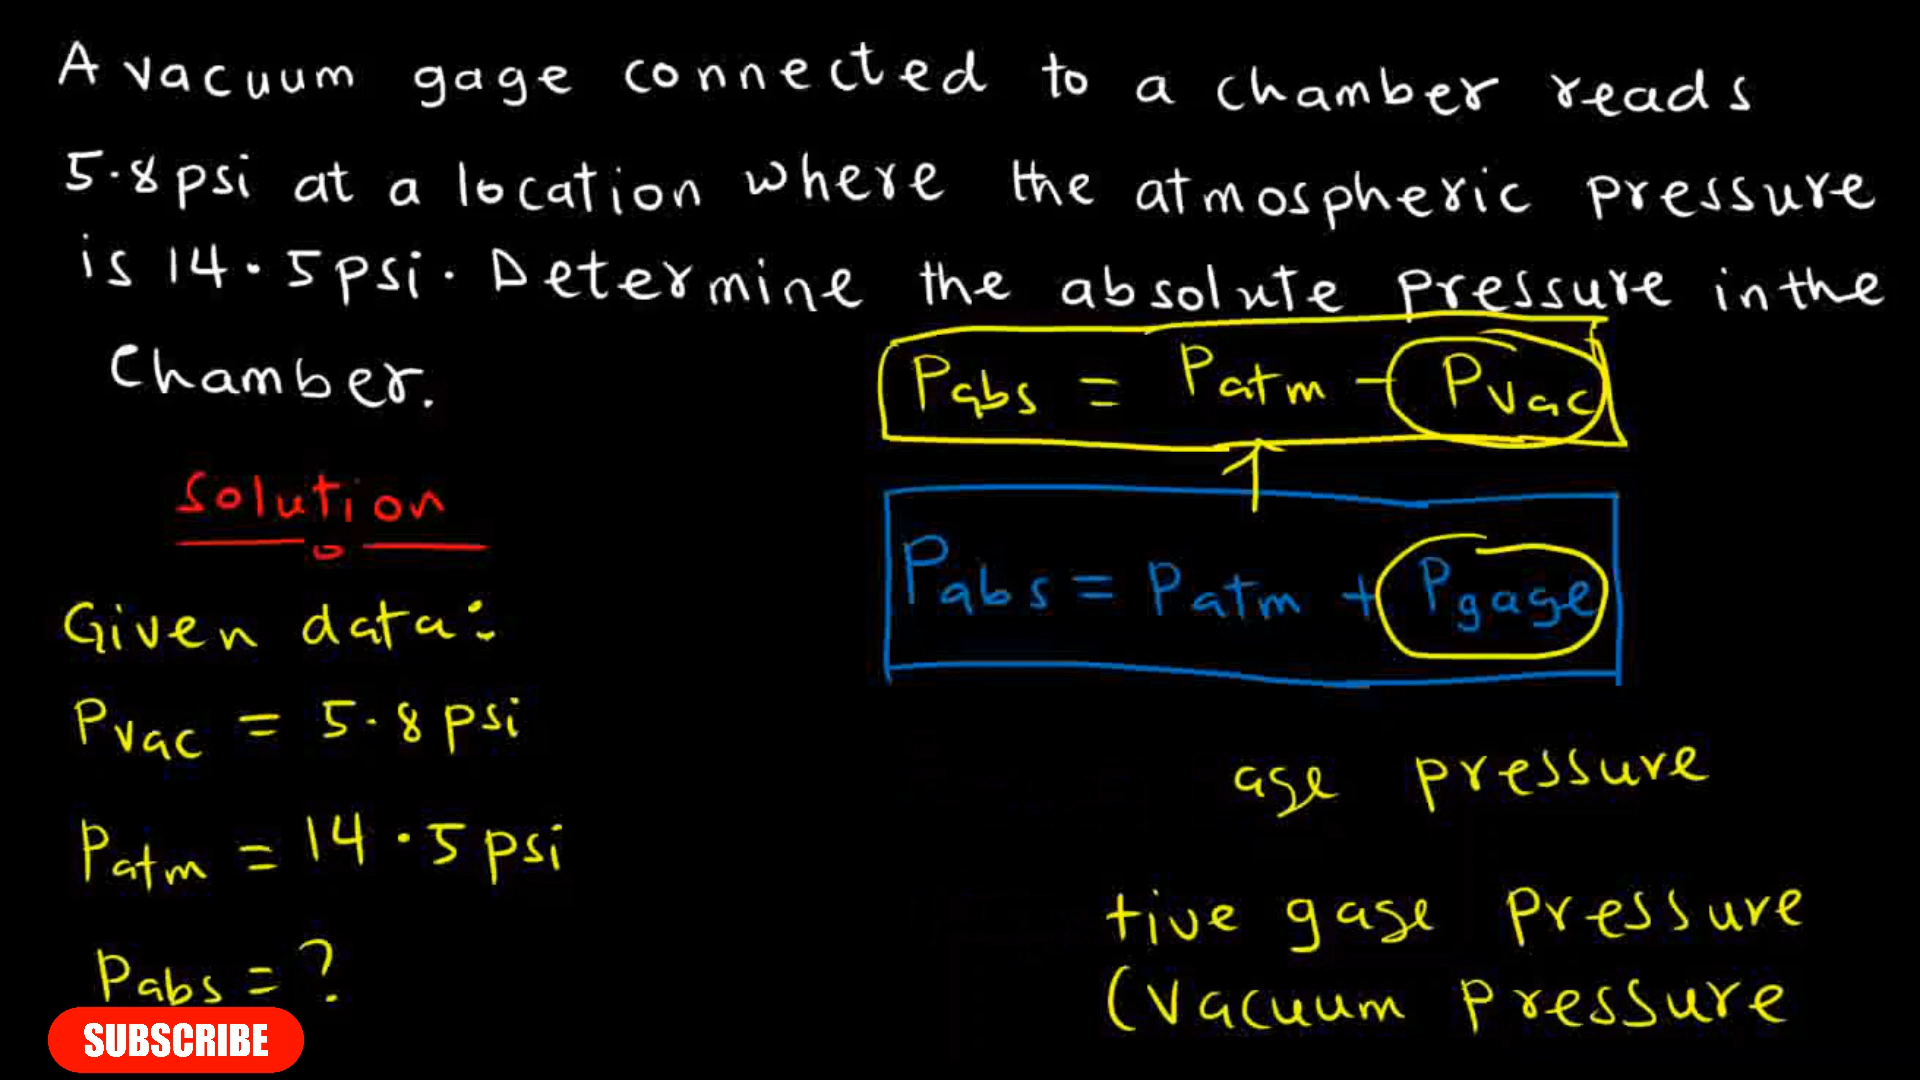 A vacuum gage connected to a chamber reads
5.8 psi at a location where the atmospheric pressure
is 14.5 psi. Determine the absolute pressure in the
Chamber.
Pabs = Patm - Pvac
Solution
Pabs = Patm + Pgage
Given data:
Pvac = 5.8 psi
age pressure
Patm = 14.5 psi
tive gage pressure
Pabs = ?
(Vacuum pressure
SUBSCRIBE